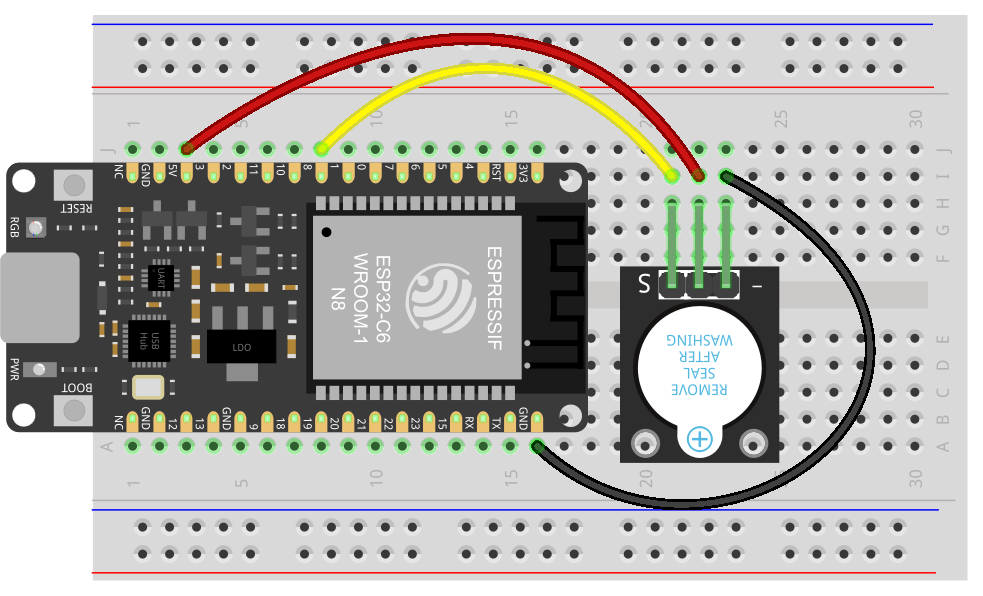 1 15 20 25 30
J J
NC GND 5V 3 2 11 10 8 1 0 7 6 5 4 RST 3V3
I
RESET
H
RGB
G
F
UART
ESP32-C6
WROOM-1
N8
ESPRESSIF
S -
USB
Hub
LDO
REMOVE
SEAL
AFTER
WASHING
+
E
D
PWR
BOOT
C
NC GND 12 13 GND 9 18 19 20 21 22 23 15 RX TX GND
B
A A
1 5 10 15 20 25 30